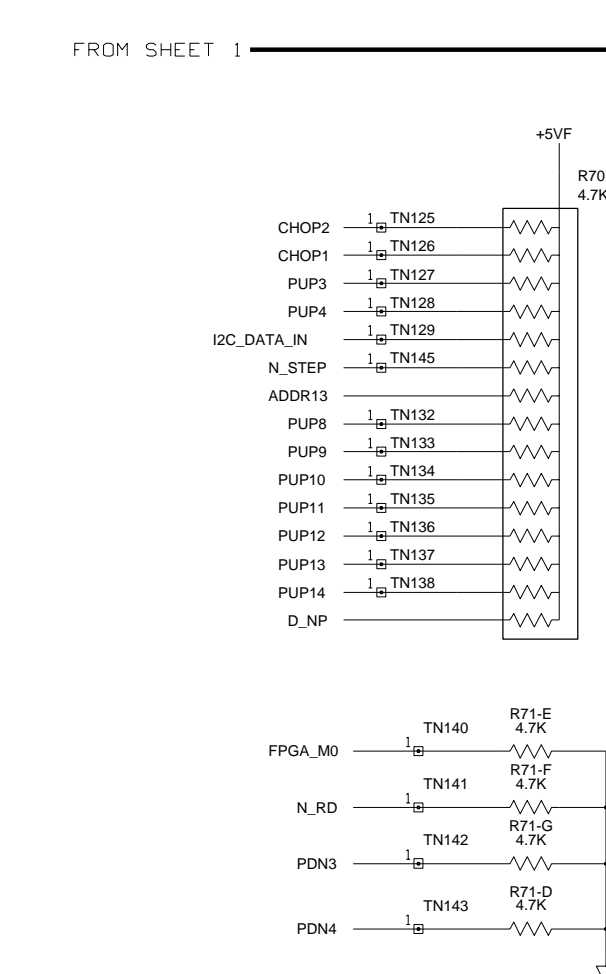 FROM SHEET 1
+5VF
R70
4.7K
CHOP2 1 TN125
CHOP1 1 TN126
PUP3 1 TN127
PUP4 1 TN128
I2C_DATA_IN 1 TN129
N_STEP 1 TN145
ADDR13
PUP8 1 TN132
PUP9 1 TN133
PUP10 1 TN134
PUP11 1 TN135
PUP12 1 TN136
PUP13 1 TN137
PUP14 1 TN138
D_NP
R71-E
TN140 4.7K
FPGA_M0 1
R71-F
TN141 4.7K
N_RD 1
R71-G
TN142 4.7K
PDN3 1
R71-D
TN143 4.7K
PDN4 1